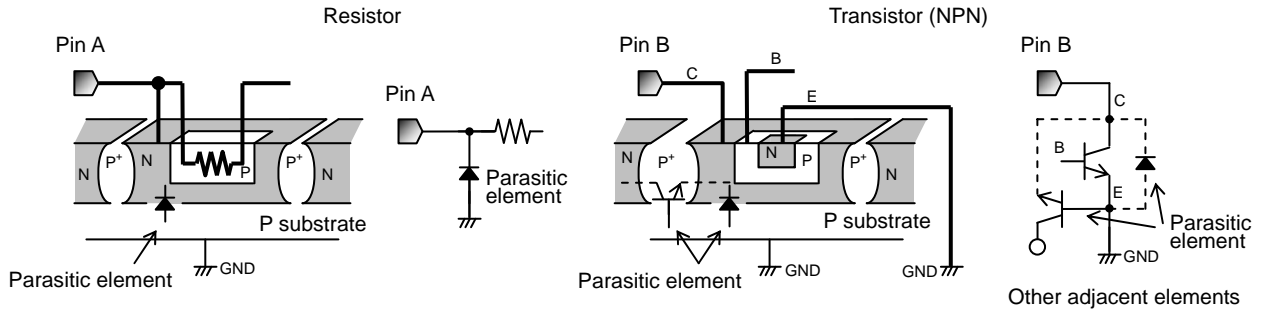 Resistor
Pin A
N
P+
N
P
P+
N
P substrate
Parasitic element
GND
Pin A
Parasitic
element
Transistor (NPN)
Pin B
C
B
E
N
P+
N
P
P+
N
P substrate
Parasitic element
GND
GND
Pin B
C
B
E
Parasitic
element
GND
Other adjacent elements